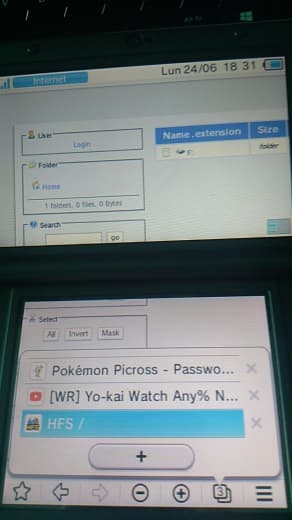 Internet
Lun 24/06 18 31
User
Login
Folder
Home
1 folders, 0 files, 0 Bytes
Search
go
Name .extension Size
F: folder
Select
All Invert Mask
Pokémon Picross - Passwo...
[WR] Yo-kai Watch Any% N...
HFS /
+
3